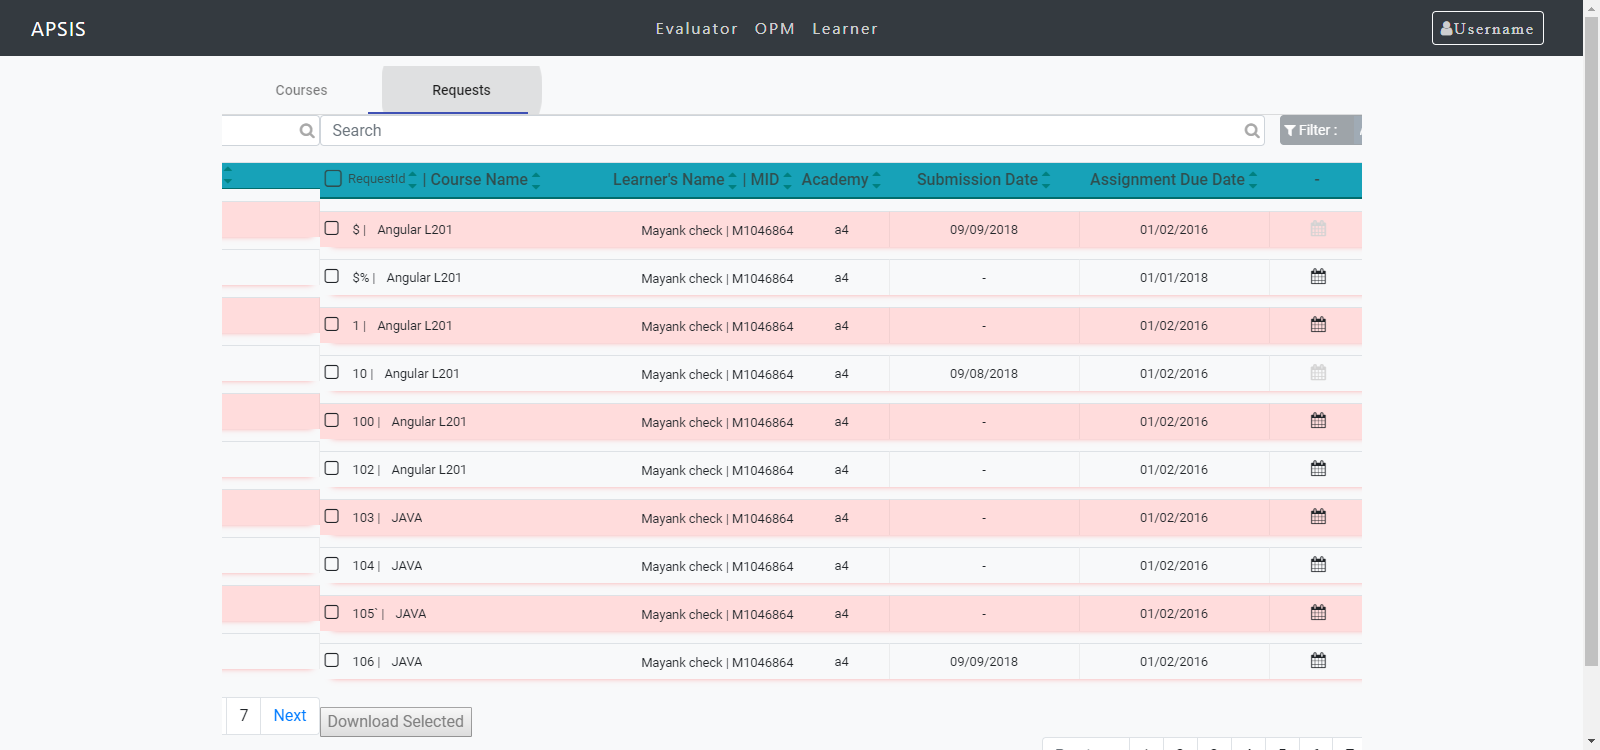 APSIS Evaluator OPM Learner Username
Courses Requests
Search Filter :
RequestId | Course Name Learner's Name | MID Academy Submission Date Assignment Due Date -
$ | Angular L201 Mayank check | M1046864 a4 09/09/2018 01/02/2016
$% | Angular L201 Mayank check | M1046864 a4 - 01/01/2018
1 | Angular L201 Mayank check | M1046864 a4 - 01/02/2016
10 | Angular L201 Mayank check | M1046864 a4 09/08/2018 01/02/2016
100 | Angular L201 Mayank check | M1046864 a4 - 01/02/2016
102 | Angular L201 Mayank check | M1046864 a4 - 01/02/2016
103 | JAVA Mayank check | M1046864 a4 - 01/02/2016
104 | JAVA Mayank check | M1046864 a4 - 01/02/2016
105` | JAVA Mayank check | M1046864 a4 - 01/02/2016
106 | JAVA Mayank check | M1046864 a4 09/09/2018 01/02/2016
7 Next Download Selected